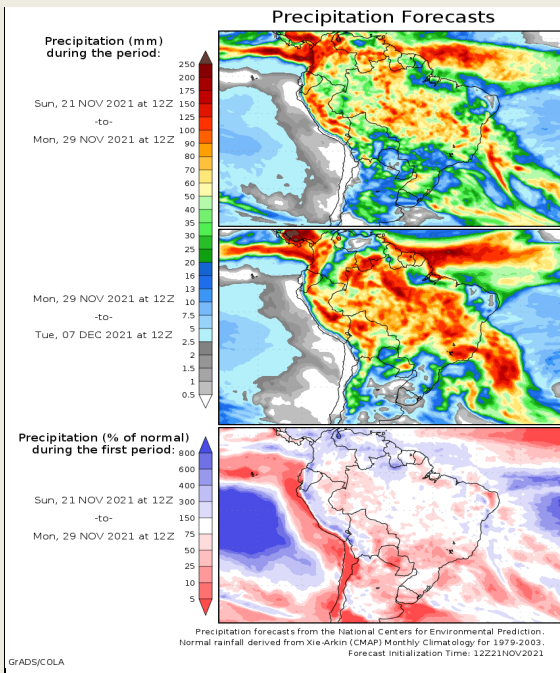 Precipitation Forecasts
Precipitation (mm)
during the period:
250
200
175
150
125
100
90
80
70
60
50
40
35
30
25
20
16
13
10
7.5
5
2.5
2
1.5
1
0.5
Sun, 21 NOV 2021 at 12Z
-to-
Mon, 29 NOV 2021 at 12Z
Mon, 29 NOV 2021 at 12Z
-to-
Tue, 07 DEC 2021 at 12Z
Precipitation (% of normal)
during the first period:
800
600
400
300
150
75
50
25
10
5
Sun, 21 NOV 2021 at 12Z
-to-
Mon, 29 NOV 2021 at 12Z
Precipitation forecasts from the National Centers for Environmental Prediction.
Normal rainfall derived from Xie-Arkin (CMAP) Monthly Climatology for 1979-2003.
Forecast Initialization Time: 12Z21NOV2021
GrADS/COLA